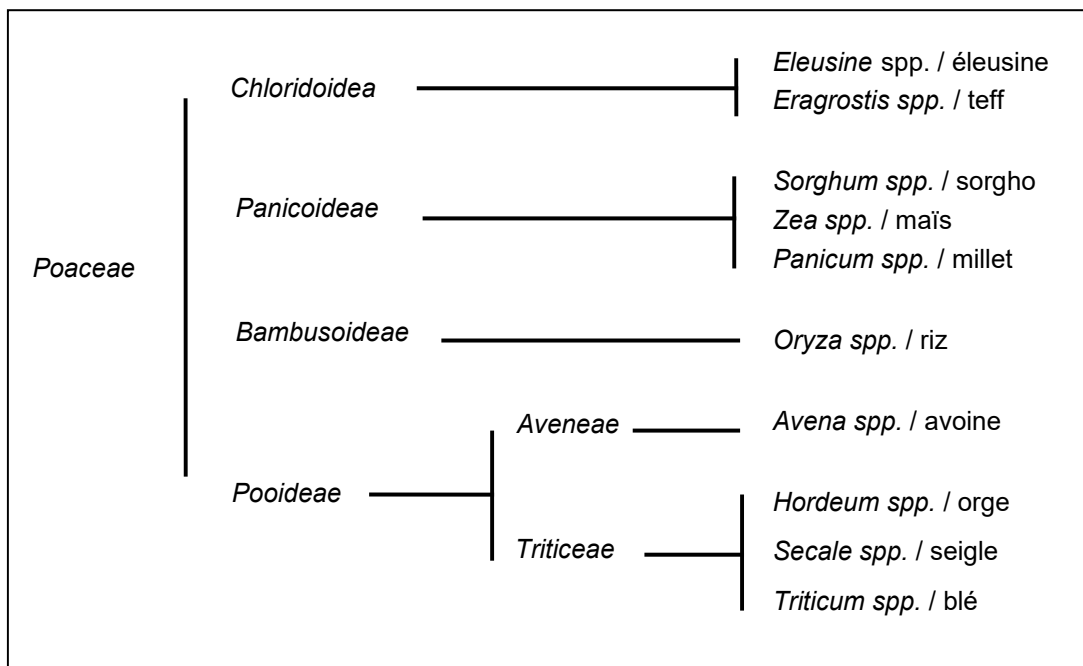 Eleusine spp. / éleusine
Chloridoidea
Eragrostis spp. / teff
Sorghum spp. / sorgho
Panicoideae
Zea spp. / maïs
Panicum spp. / millet
Poaceae
Bambusoideae
Oryza spp. / riz
Aveneae
Avena spp. / avoine
Pooideae
Hordeum spp. / orge
Triticeae
Secale spp. / seigle
Triticum spp. / blé